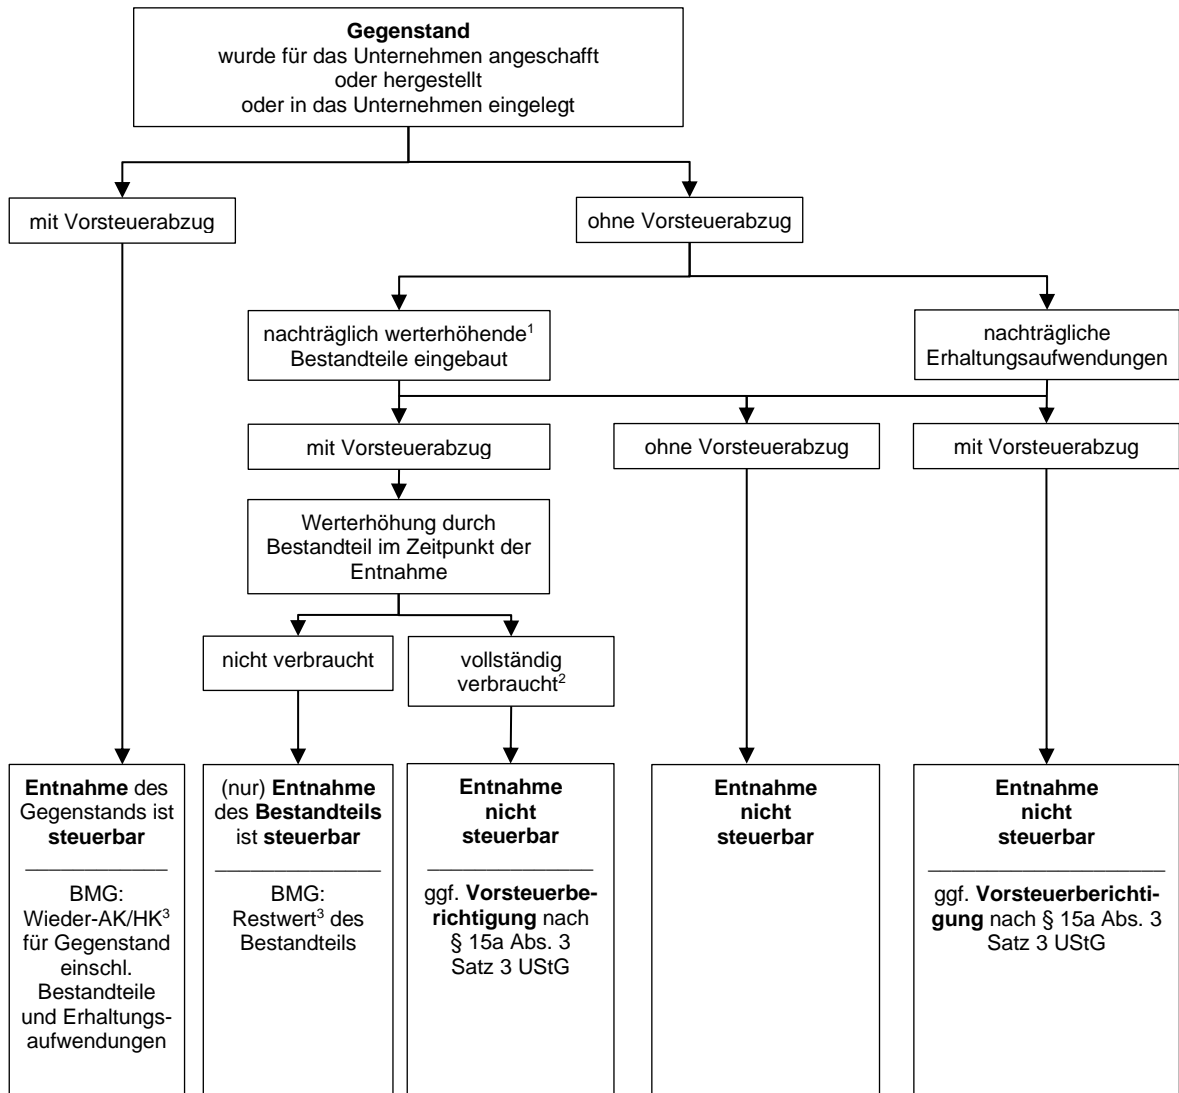 Gegenstand
wurde für das Unternehmen angeschafft
oder hergestellt
oder in das Unternehmen eingelegt
mit Vorsteuerabzug
ohne Vorsteuerabzug
nachträglich werterhöhende¹
Bestandteile eingebaut
nachträgliche
Erhaltungsaufwendungen
mit Vorsteuerabzug
ohne Vorsteuerabzug
mit Vorsteuerabzug
Werterhöhung durch
Bestandteil im Zeitpunkt der
Entnahme
nicht verbraucht
vollständig
verbraucht²
Entnahme des
Gegenstands ist
steuerbar
BMG:
Wieder-AK/HK³
für Gegenstand
einschl.
Bestandteile
und Erhaltungs-
aufwendungen
(nur) Entnahme
des Bestandteils
ist steuerbar
BMG:
Restwert³ des
Bestandteils
Entnahme
nicht
steuerbar
ggf. Vorsteuerbe-
richtigung nach
§ 15a Abs. 3
Satz 3 UStG
Entnahme
nicht
steuerbar
Entnahme
nicht
steuerbar
ggf. Vorsteuerberichti-
gung nach § 15a Abs. 3
Satz 3 UStG